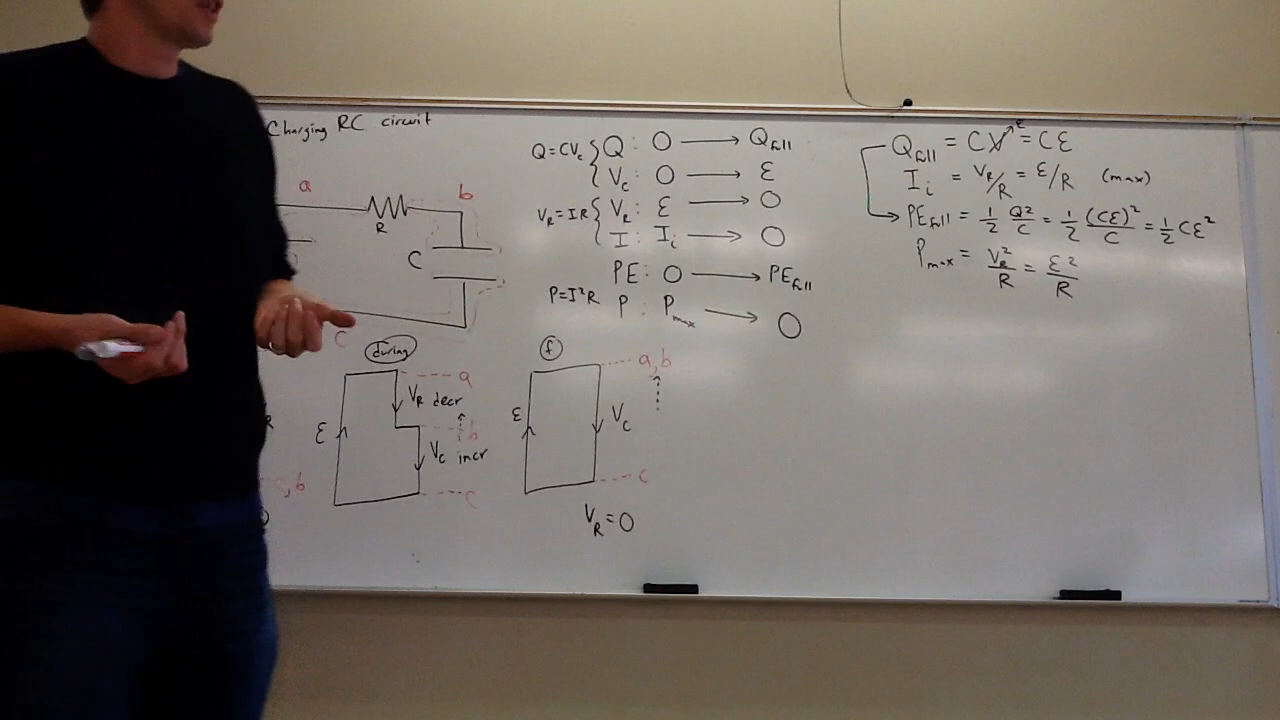 Charging RC circuit
a
b
R
C
c
Q=CV_c { Q : 0 → Q_full
V_c : 0 → ε
V_R=IR { V_R : ε → 0
I : I_i → 0
PE : 0 → PE_full
P=I²R P : P_max → 0
Q_full = CV↗ε = Cε
I_i = V_R/R = ε/R (max)
PE_full = 1/2 Q²/C = 1/2 (Cε)²/C = 1/2 Cε²
P_max = V_R²/R = ε²/R
during
a
V_R decr
ε
b
V_c incr
c
f
a,b
ε
V_c
c
V_R=0